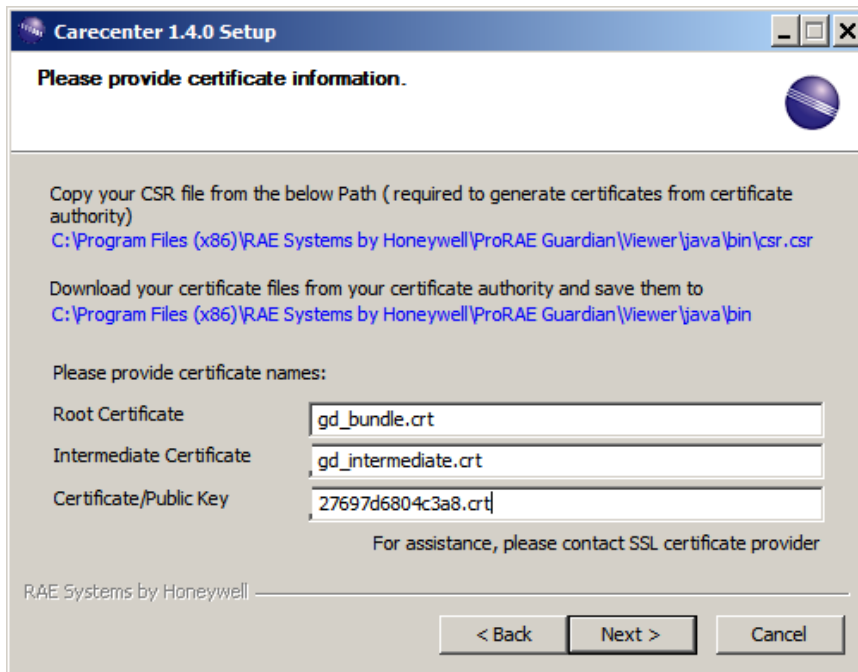 Carecenter 1.4.0 Setup
Please provide certificate information.
Copy your CSR file from the below Path ( required to generate certificates from certificate
authority)
C:\Program Files (x86)\RAE Systems by Honeywell\ProRAE Guardian\Viewer\java\bin\csr.csr
Download your certificate files from your certificate authority and save them to
C:\Program Files (x86)\RAE Systems by Honeywell\ProRAE Guardian\Viewer\java\bin
Please provide certificate names:
Root Certificate gd_bundle.crt
Intermediate Certificate gd_intermediate.crt
Certificate/Public Key 27697d6804c3a8.crt
For assistance, please contact SSL certificate provider
RAE Systems by Honeywell
< Back Next > Cancel